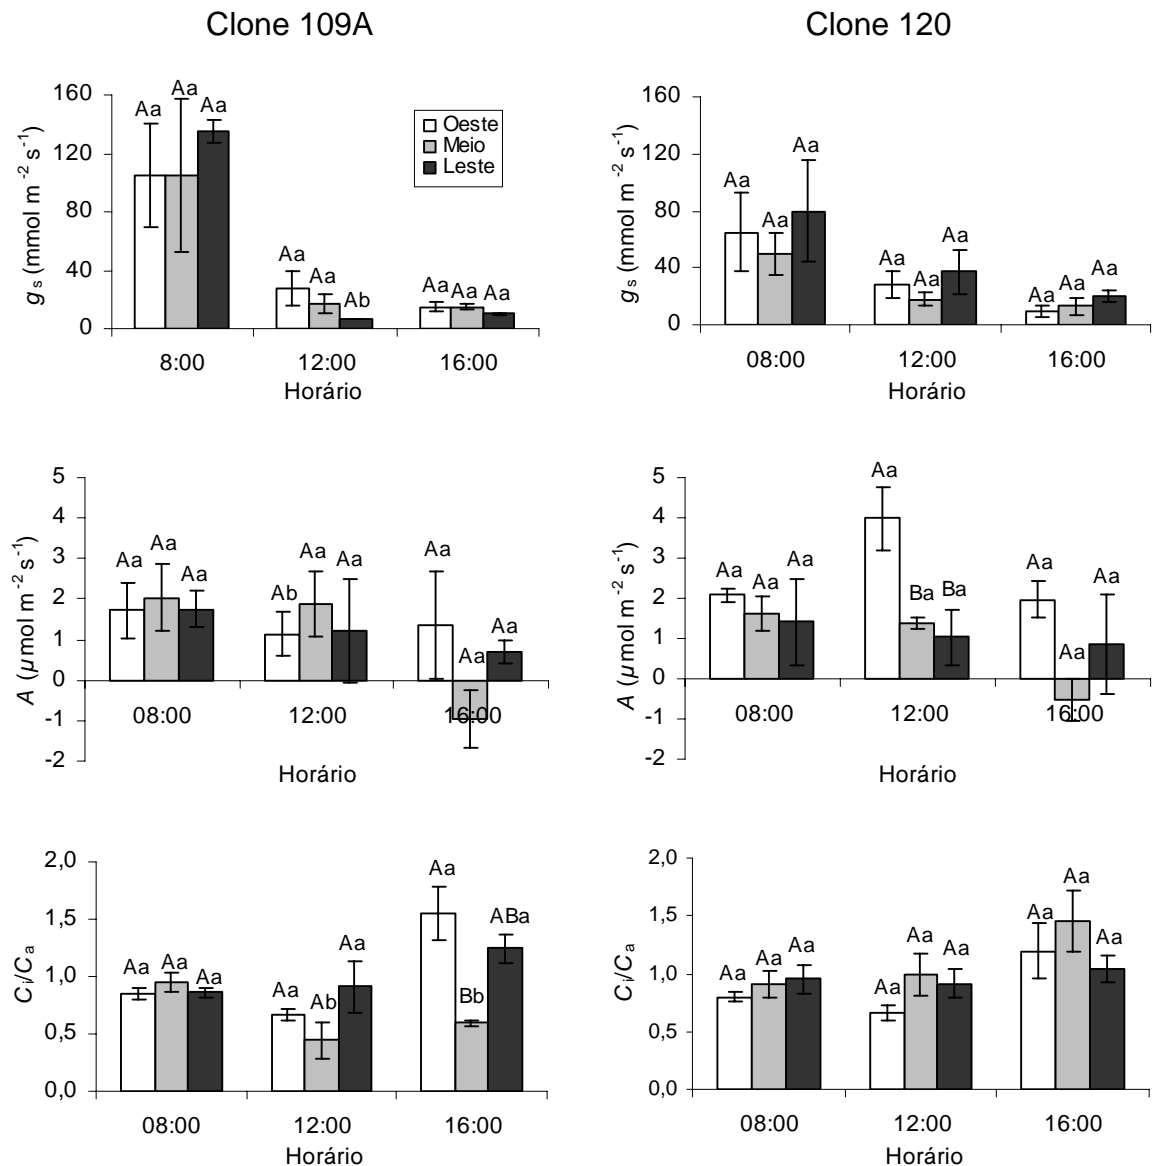 Clone 109A
Clone 120
gs (mmol m-2 s-1)
160
120
80
40
0
Aa Aa Aa
Aa Aa Ab
Aa Aa Aa
Oeste
Meio
Leste
8:00 12:00 16:00
Horário
gs (mmol m-2 s-1)
160
120
80
40
0
Aa Aa Aa
Aa Aa Aa
Aa Aa Aa
08:00 12:00 16:00
Horário
A (µmol m-2 s-1)
5
4
3
2
1
0
-1
-2
Aa Aa Aa
Ab Aa Aa
Aa Aa Aa
08:00 12:00 16:00
Horário
A (µmol m-2 s-1)
5
4
3
2
1
0
-1
-2
Aa Aa Aa
Aa Ba Ba
Aa Aa Aa
08:00 12:00 16:00
Horário
Ci/Ca
2,0
1,5
1,0
0,5
0,0
Aa Aa Aa
Aa Ab Aa
Aa Bb ABa
08:00 12:00 16:00
Horário
Ci/Ca
2,0
1,5
1,0
0,5
0,0
Aa Aa Aa
Aa Aa Aa
Aa Aa Aa
08:00 12:00 16:00
Horário